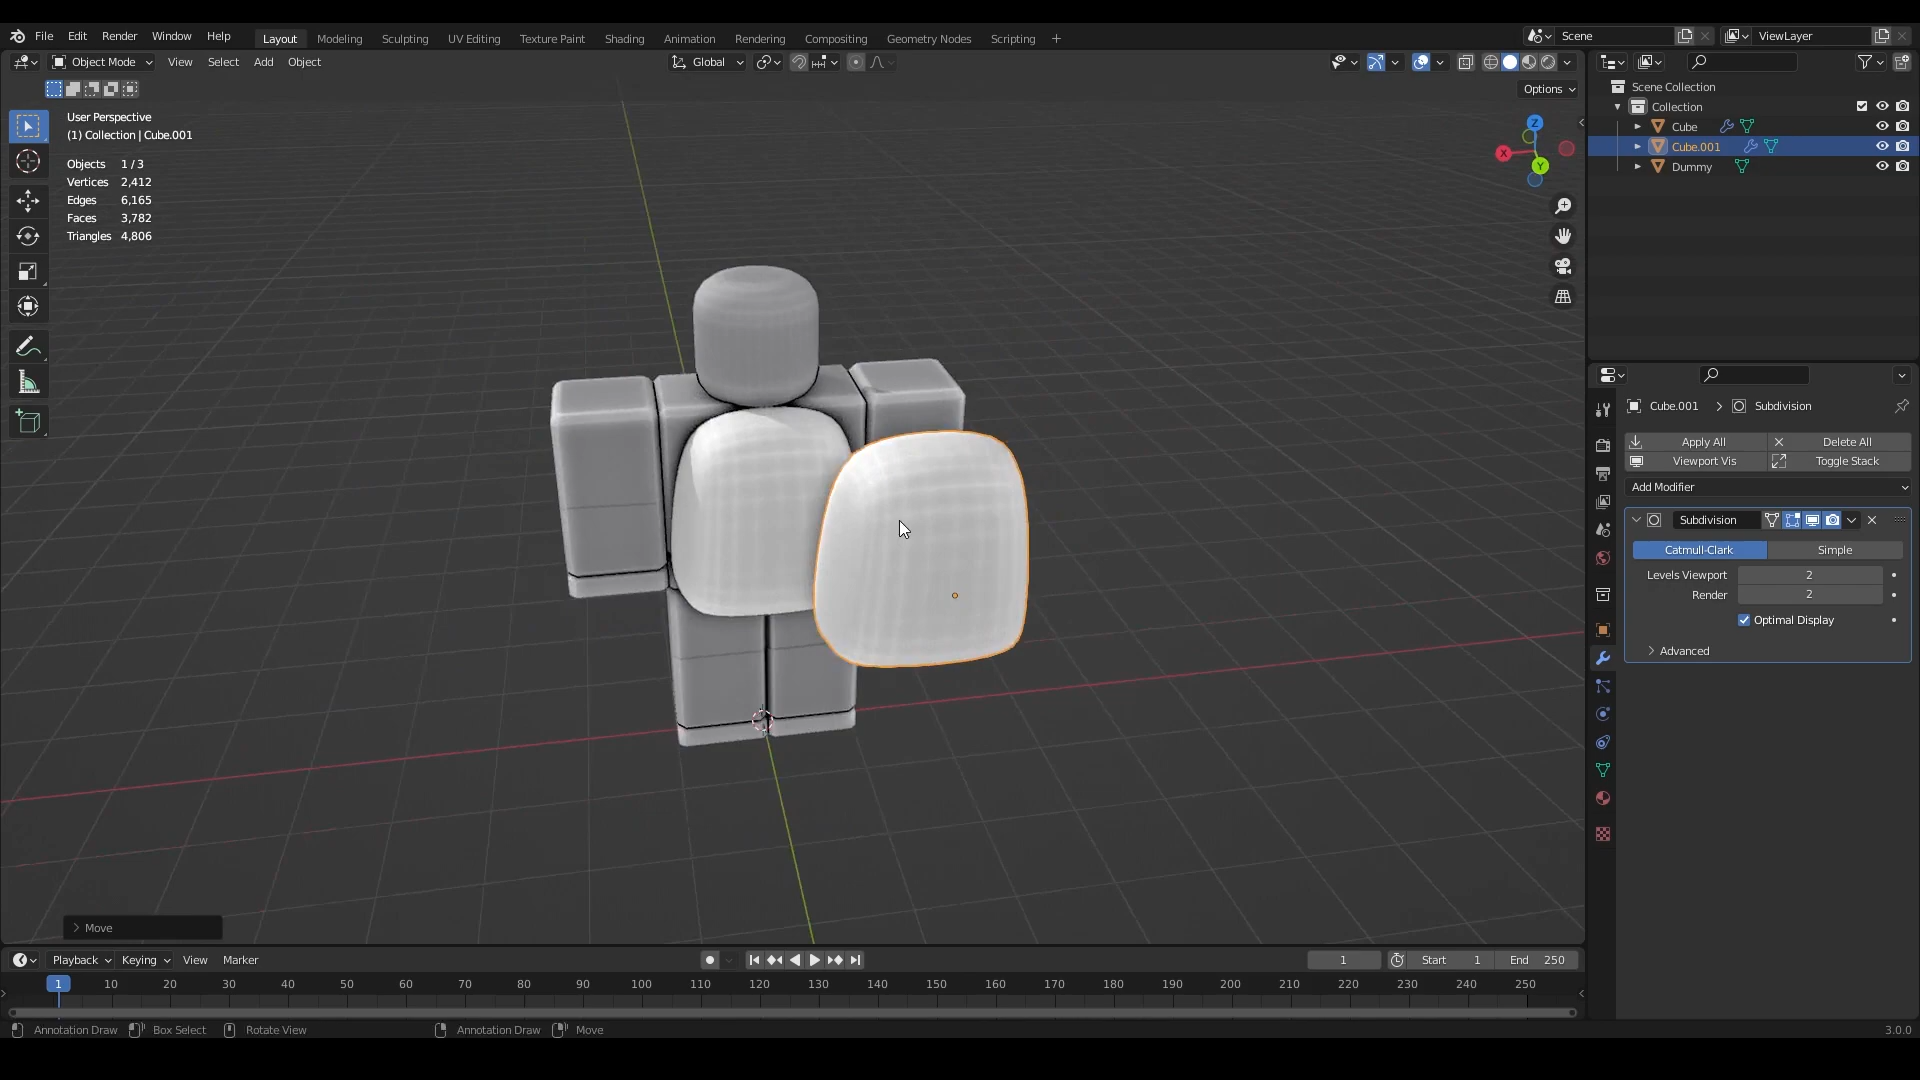 File Edit Render Window Help Layout Modeling Sculpting UV Editing Texture Paint Shading Animation Rendering Compositing Geometry Nodes Scripting + Scene ViewLayer
Object Mode View Select Add Object Global
Options
User Perspective
(1) Collection | Cube.001
Objects 1 / 3
Vertices 2,412
Edges 6,165
Faces 3,782
Triangles 4,806
Z
X
Y
Move
Scene Collection
Collection
Cube
Cube.001
Dummy
Cube.001 > Subdivision
Apply All Delete All
Viewport Vis Toggle Stack
Add Modifier
Subdivision
Catmull-Clark Simple
Levels Viewport 2
Render 2
Optimal Display
Advanced
Playback Keying View Marker 1 Start 1 End 250
1 10 20 30 40 50 60 70 80 90 100 110 120 130 140 150 160 170 180 190 200 210 220 230 240 250
Annotation Draw Box Select Rotate View Annotation Draw Move 3.0.0